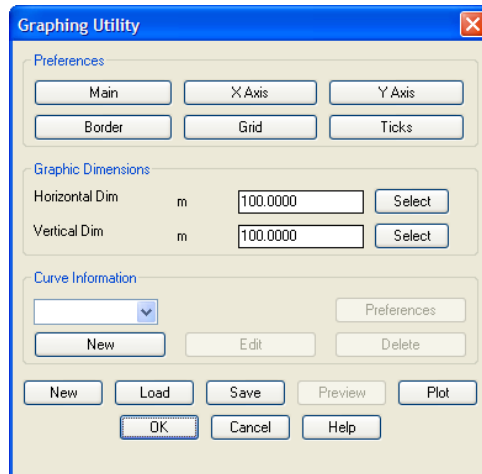 Graphing Utility
Preferences
Main X Axis Y Axis
Border Grid Ticks
Graphic Dimensions
Horizontal Dim m 100.0000 Select
Vertical Dim m 100.0000 Select
Curve Information
Preferences
New Edit Delete
New Load Save Preview Plot
OK Cancel Help